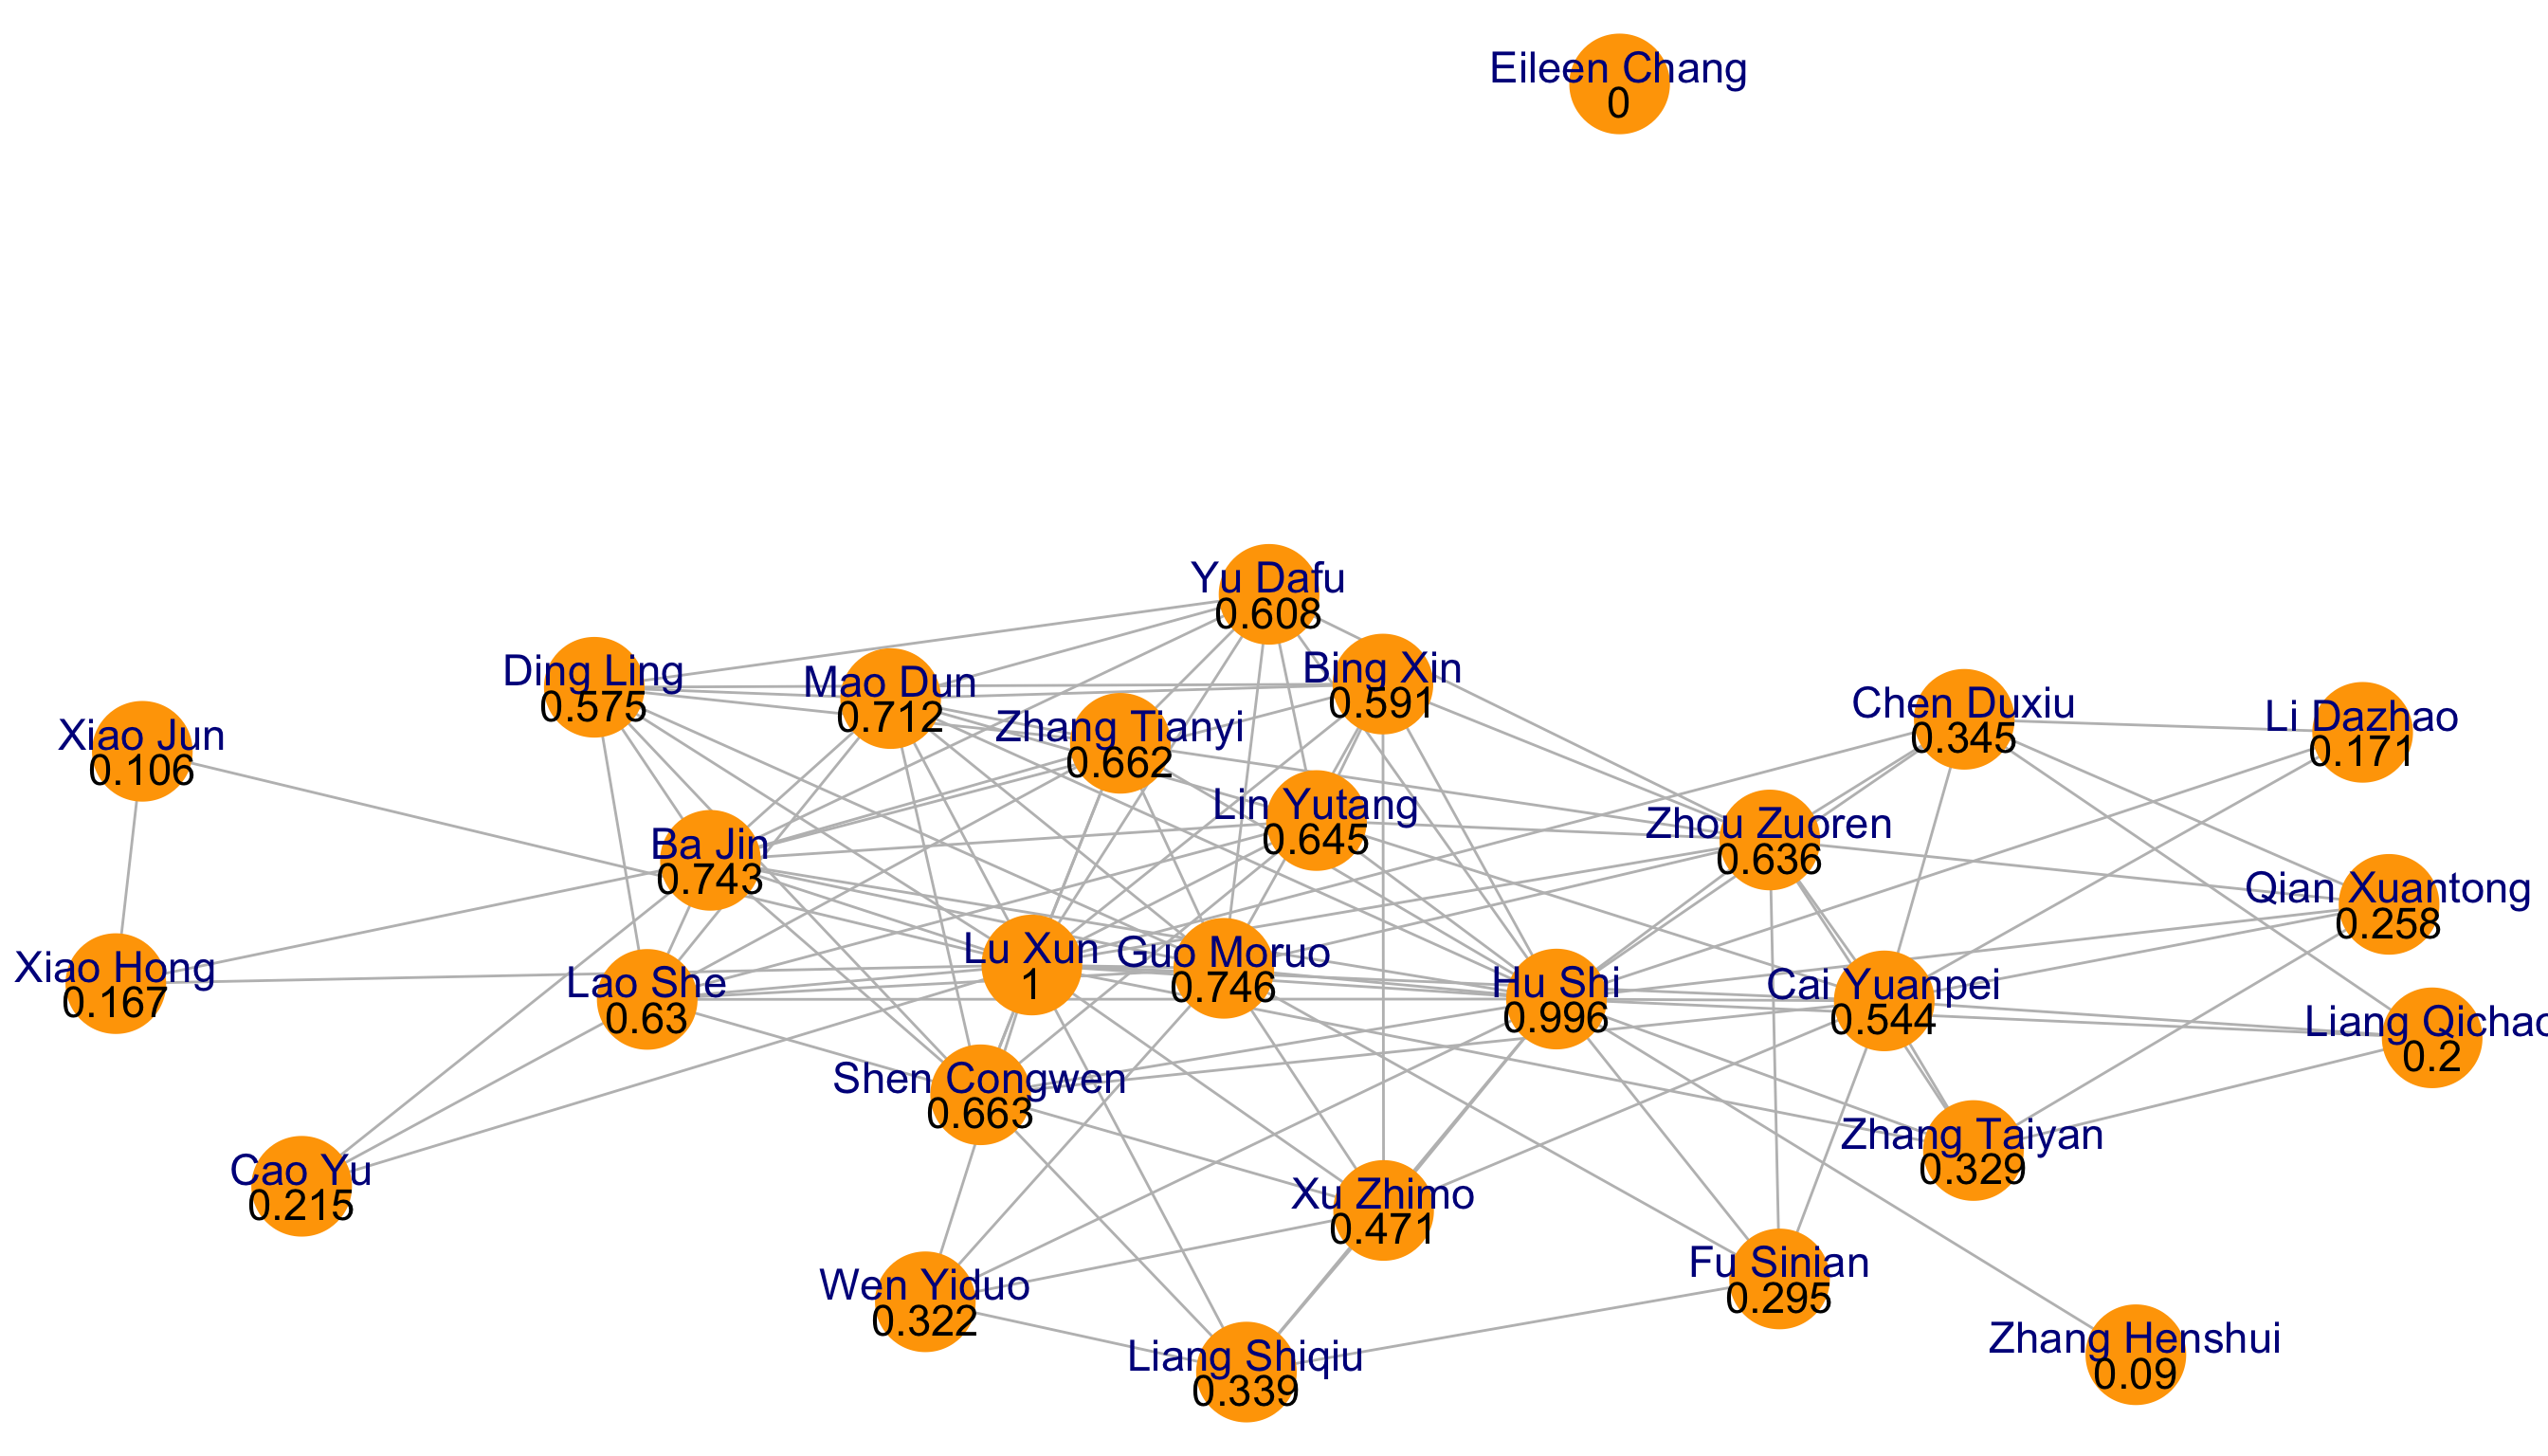 Eileen Chang
0
Yu Dafu
0.608
Bing Xin
0.591
Ding Ling
0.575
Mao Dun
0.712
Zhang Tianyi
0.662
Chen Duxiu
0.345
Li Dazhao
0.171
Xiao Jun
0.106
Lin Yutang
0.645
Zhou Zuoren
0.636
Ba Jin
0.743
Qian Xuantong
0.258
Xiao Hong
0.167
Lao She
0.63
Lu Xun
1
Guo Moruo
0.746
Hu Shi
0.996
Cai Yuanpei
0.544
Liang Qichao
0.2
Shen Congwen
0.663
Zhang Taiyan
0.329
Cao Yu
0.215
Xu Zhimo
0.471
Fu Sinian
0.295
Wen Yiduo
0.322
Liang Shiqiu
0.339
Zhang Henshui
0.09